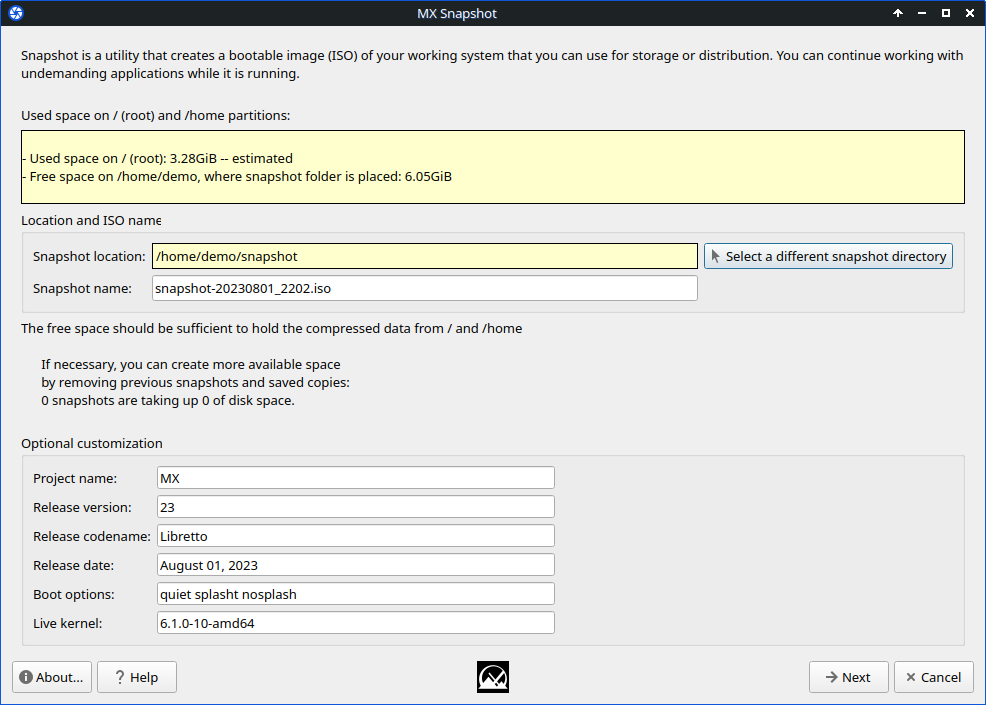 MX Snapshot
Snapshot is a utility that creates a bootable image (ISO) of your working system that you can use for storage or distribution. You can continue working with
undemanding applications while it is running.
Used space on / (root) and /home partitions:
- Used space on / (root): 3.28GiB -- estimated
- Free space on /home/demo, where snapshot folder is placed: 6.05GiB
Location and ISO name
Snapshot location: /home/demo/snapshot Select a different snapshot directory
Snapshot name: snapshot-20230801_2202.iso
The free space should be sufficient to hold the compressed data from / and /home
If necessary, you can create more available space
by removing previous snapshots and saved copies:
0 snapshots are taking up 0 of disk space.
Optional customization
Project name: MX
Release version: 23
Release codename: Libretto
Release date: August 01, 2023
Boot options: quiet splasht nosplash
Live kernel: 6.1.0-10-amd64
About... ? Help Next Cancel